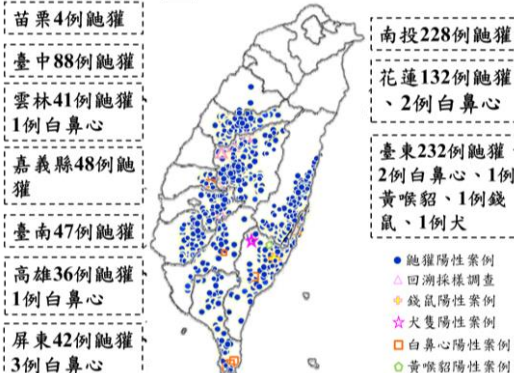 苗栗4例鼬獾
臺中88例鼬獾
雲林41例鼬獾
1例白鼻心
嘉義縣48例鼬
獾
臺南47例鼬獾
高雄36例鼬獾
1例白鼻心
屏東42例鼬獾
3例白鼻心
南投228例鼬獾
花蓮132例鼬獾
、2例白鼻心
臺東232例鼬獾、
2例白鼻心、1例
黃喉貂、1例錢
鼠、1例犬
鼬獾陽性案例
回溯採樣調查
錢鼠陽性案例
犬隻陽性案例
白鼻心陽性案例
黃喉貂陽性案例